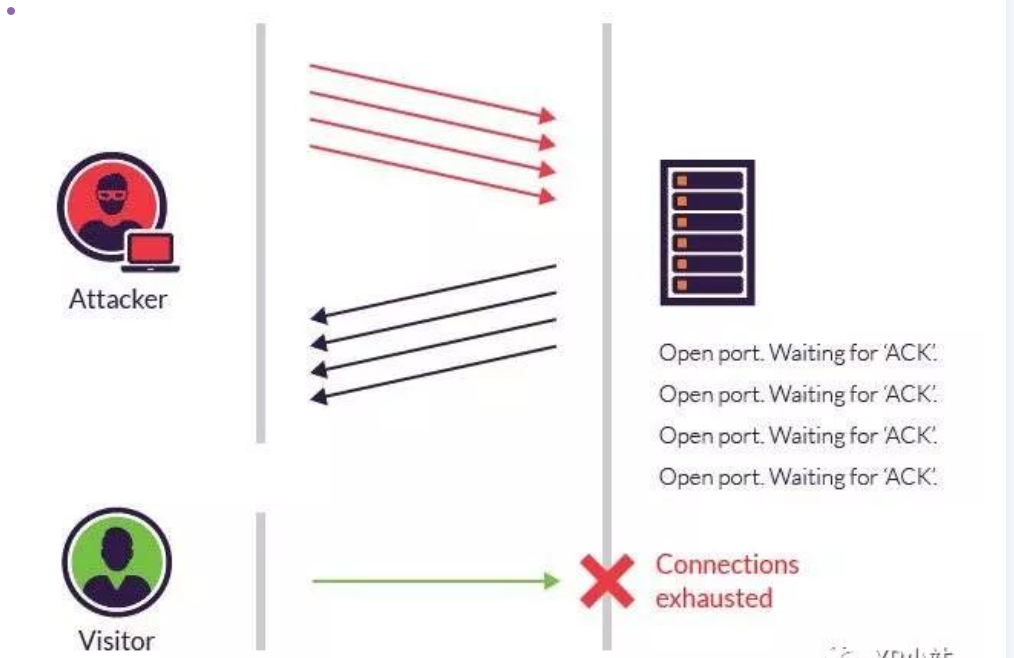 Attacker
Open port. Waiting for ‘ACK’.
Open port. Waiting for ‘ACK’.
Open port. Waiting for ‘ACK’.
Open port. Waiting for ‘ACK’.
Connections
exhausted
Visitor